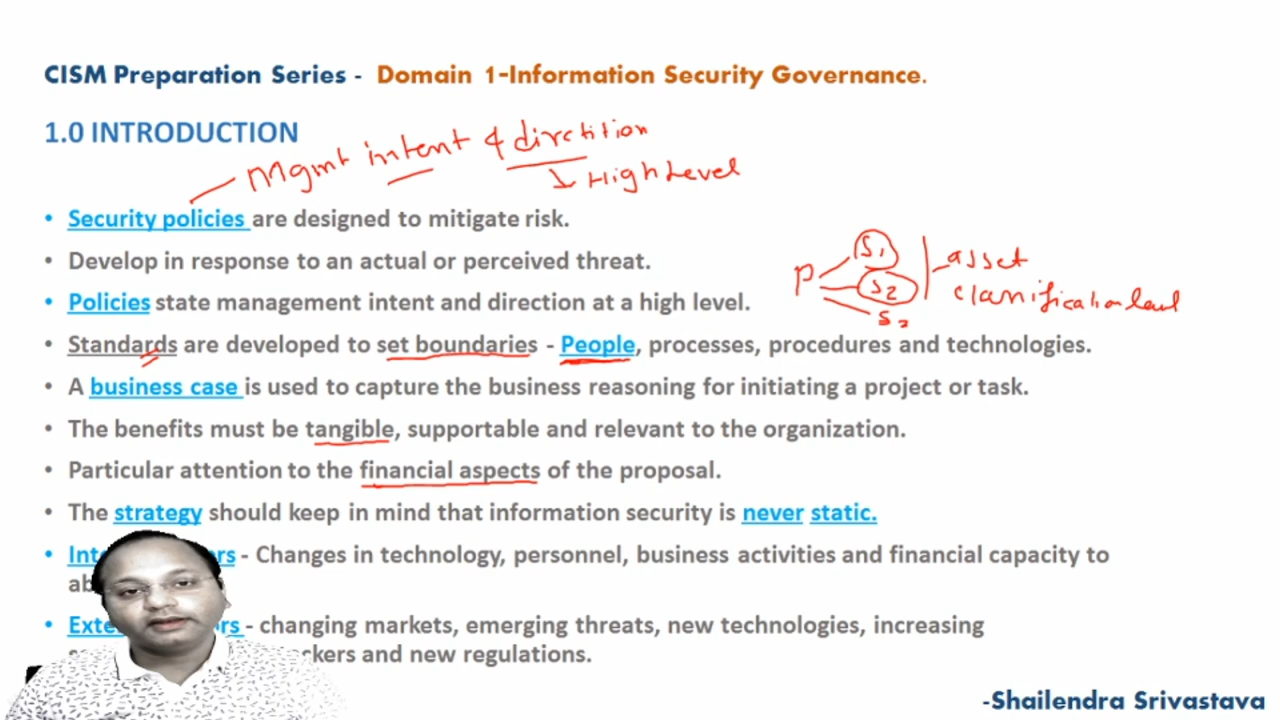 CISM Preparation Series - Domain 1-Information Security Governance.
1.0 INTRODUCTION
Mgmt intent & dirctition
High Level
• Security policies are designed to mitigate risk.
• Develop in response to an actual or perceived threat.
• Policies state management intent and direction at a high level.
P S1 S2 asset
• Standards are developed to set boundaries - People, processes, procedures and technologies.
• A business case is used to capture the business reasoning for initiating a project or task.
• The benefits must be tangible, supportable and relevant to the organization.
• Particular attention to the financial aspects of the proposal.
• The strategy should keep in mind that information security is never static.
• - Changes in technology, personnel, business activities and financial capacity to
• - changing markets, emerging threats, new technologies, increasing
and new regulations.
-Shailendra Srivastava